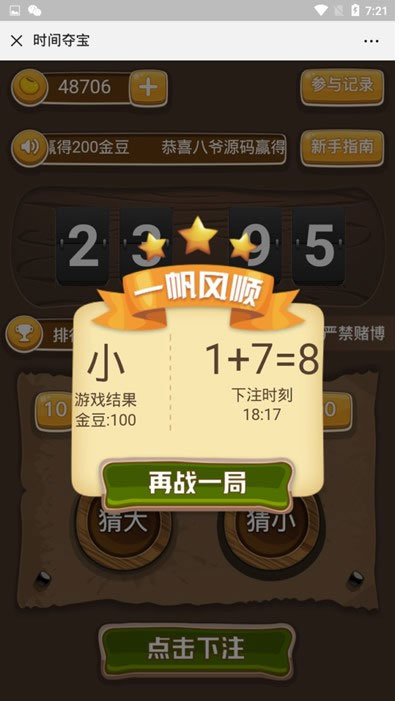 7:21
时间夺宝
48706
参与记录
赢得200金豆 恭喜八爷源码赢得
新手指南
2 3 9 5
一帆风顺
排
严禁赌博
小
1+7=8
游戏结果
下注时刻
金豆:100
18:17
10
0
再战一局
猜大
猜小
点击下注